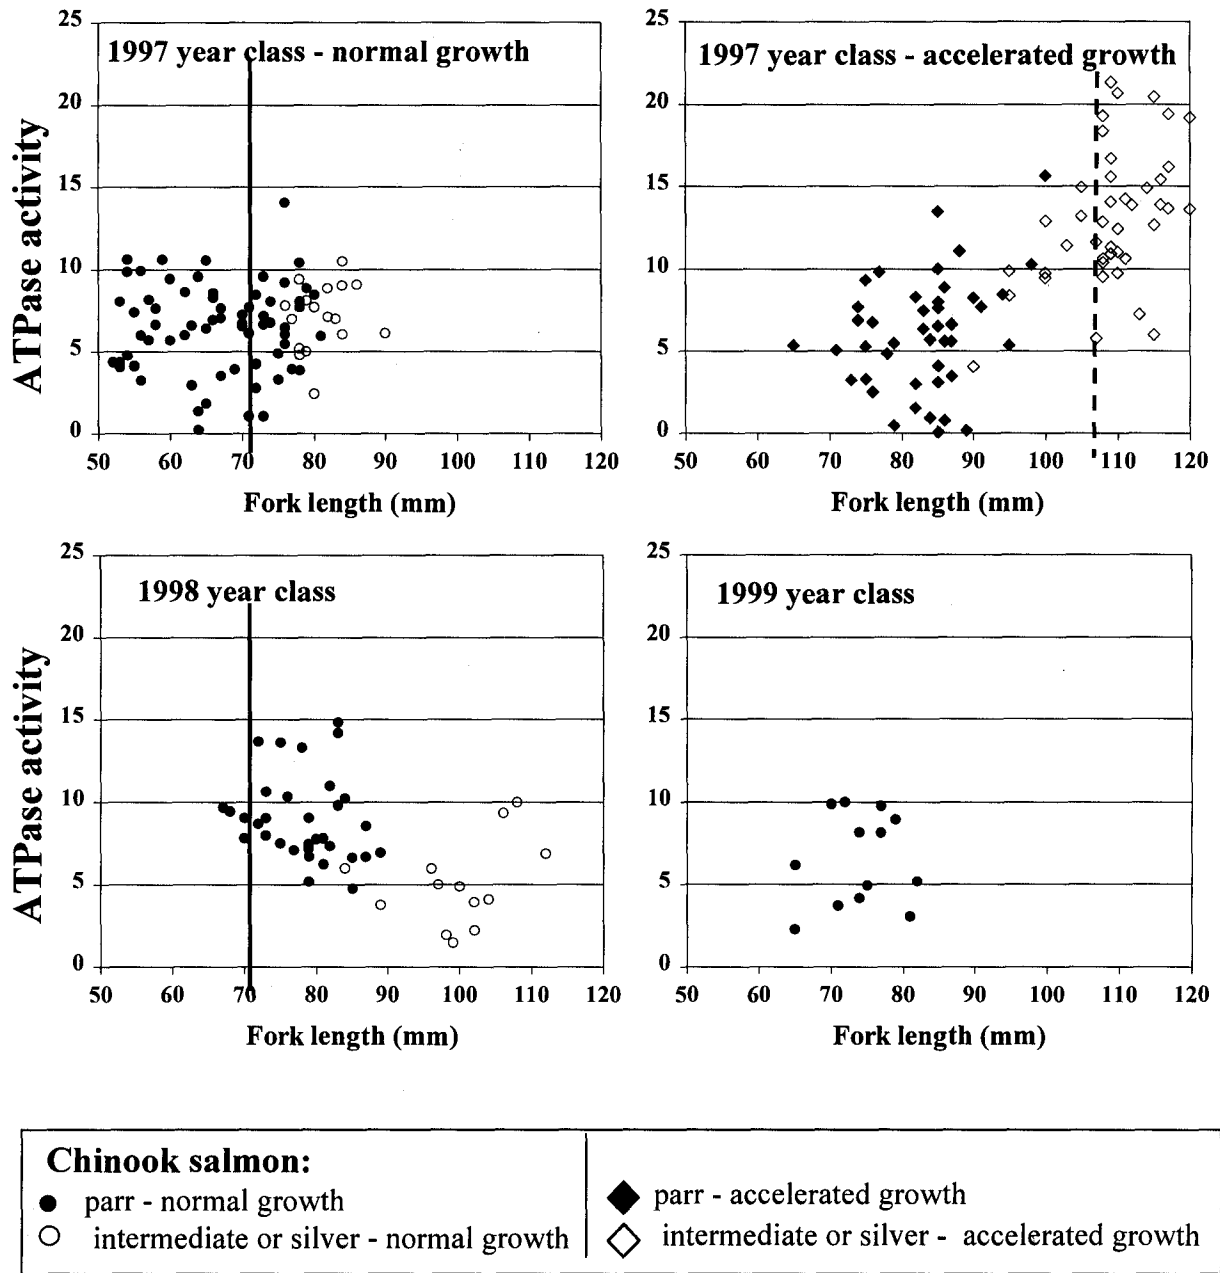 1997 year class - normal growth
ATPase activity
25
20
15
10
5
0
50 60 70 80 90 100 110 120
Fork length (mm)
1997 year class - accelerated growth
25
20
15
10
5
0
50 60 70 80 90 100 110 120
Fork length (mm)
1998 year class
ATPase activity
25
20
15
10
5
0
50 60 70 80 90 100 110 120
Fork length (mm)
1999 year class
25
20
15
10
5
0
50 60 70 80 90 100 110 120
Fork length (mm)
Chinook salmon:
parr - normal growth
intermediate or silver - normal growth
parr - accelerated growth
intermediate or silver - accelerated growth